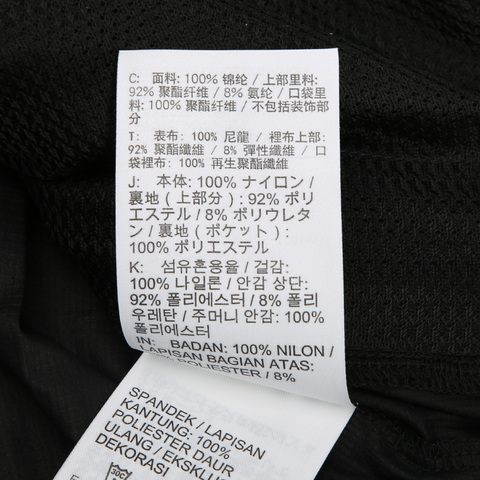 C: 面料: 100% 锦纶 / 上部里料:
92% 聚酯纤维 / 8% 氨纶 / 口袋里
料: 100% 聚酯纤维 / 不包括装饰部
分
T: 表布: 100% 尼龍 / 裡布上部:
92% 聚酯纖維 / 8% 彈性纖維 / 口
袋裡布: 100% 再生聚酯纖維
J: 本体: 100% ナイロン /
裏地 ( 上部分 ) : 92% ポリ
エステル / 8% ポリウレタ
ン / 裏地 ( ポケット ) :
100% ポリエステル
K: 섬유혼용율 / 겉감:
100% 나일론 / 안감 상단:
92% 폴리에스터 / 8% 폴리
우레탄 / 주머니 안감: 100%
폴리에스터
IN: BADAN: 100% NILON /
LAPISAN BAGIAN ATAS:
POLIESTER / 8%
SPANDEK / LAPISAN
KANTUNG: 100%
POLIESTER DAUR
ULANG / EKSKLU
DEKORASI